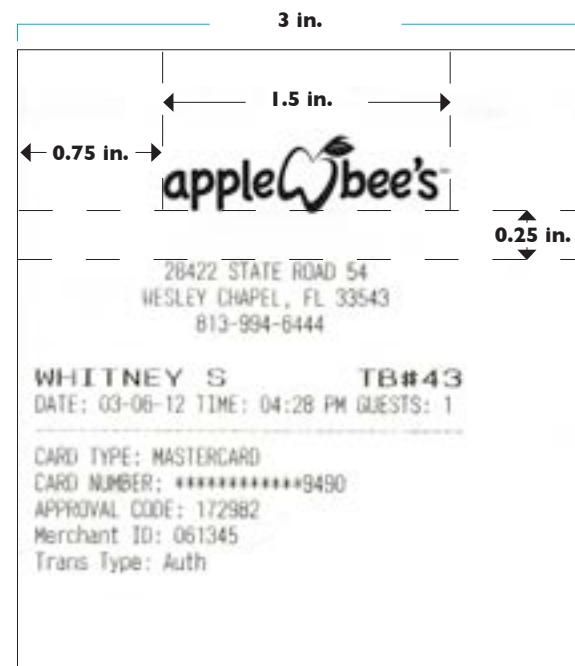 3 in.
1.5 in.
0.75 in.
applebee's
0.25 in.
28422 STATE ROAD 54
WESLEY CHAPEL, FL 33543
813-994-6444
WHITNEY S TB#43
DATE: 03-06-12 TIME: 04:28 PM GUESTS: 1
CARD TYPE: MASTERCARD
CARD NUMBER: ************9490
APPROVAL CODE: 172982
Merchant ID: 061345
Trans Type: Auth